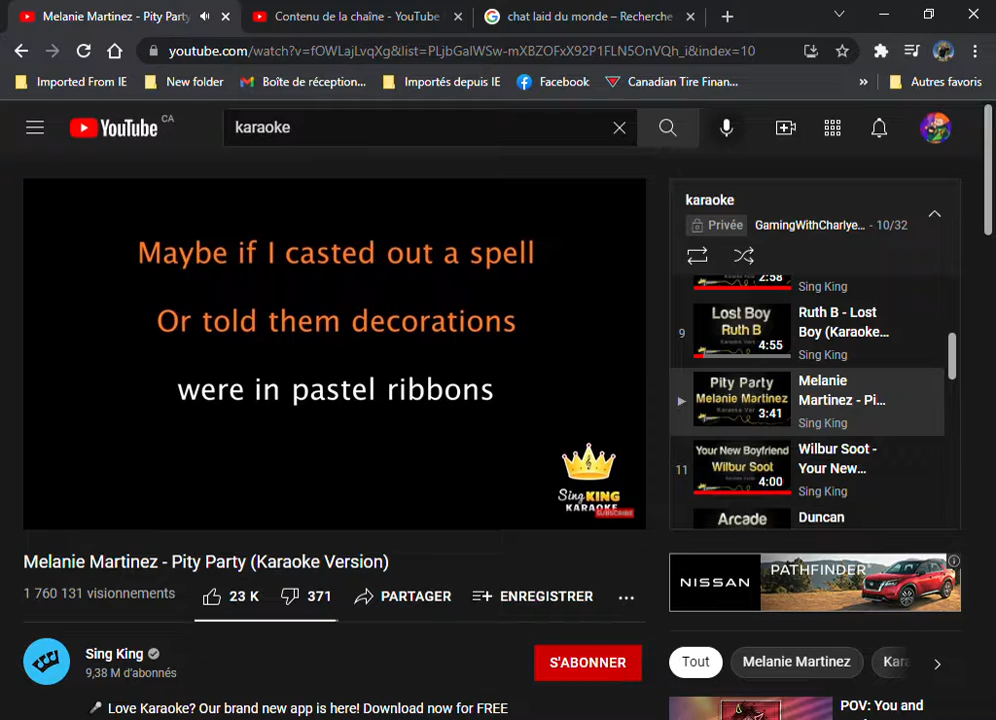 Melanie Martinez - Pity Party
Contenu de la chaîne - YouTube
chat laid du monde – Recherche
youtube.com/watch?v=fOWLajLvqXg&list=PLjbGaIWSw-mXBZOFxX92P1FLN5OnVQh_i&index=10
Imported From IE
New folder
Boîte de réception...
Importés depuis IE
Facebook
Canadian Tire Finan...
»
Autres favoris
YouTube CA
karaoke
Maybe if I casted out a spell
Or told them decorations
were in pastel ribbons
Sing KING
KARAOKE
SUBSCRIBE
karaoke
Privée
GamingWithCharlye... - 10/32
2:58
Sing King
9
Lost Boy
Ruth B
4:55
Ruth B - Lost
Boy (Karaoke...
Sing King
Pity Party
Melanie Martinez
3:41
Melanie
Martinez - Pi...
Sing King
11
Your New Boyfriend
Wilbur Soot
4:00
Wilbur Soot -
Your New...
Sing King
Arcade
Duncan
Melanie Martinez - Pity Party (Karaoke Version)
1 760 131 visionnements
23 K
371
PARTAGER
ENREGISTRER
NISSAN
PATHFINDER
Sing King
9,38 M d'abonnés
S'ABONNER
Tout
Melanie Martinez
Kara
🎤 Love Karaoke? Our brand new app is here! Download now for FREE
POV: You and